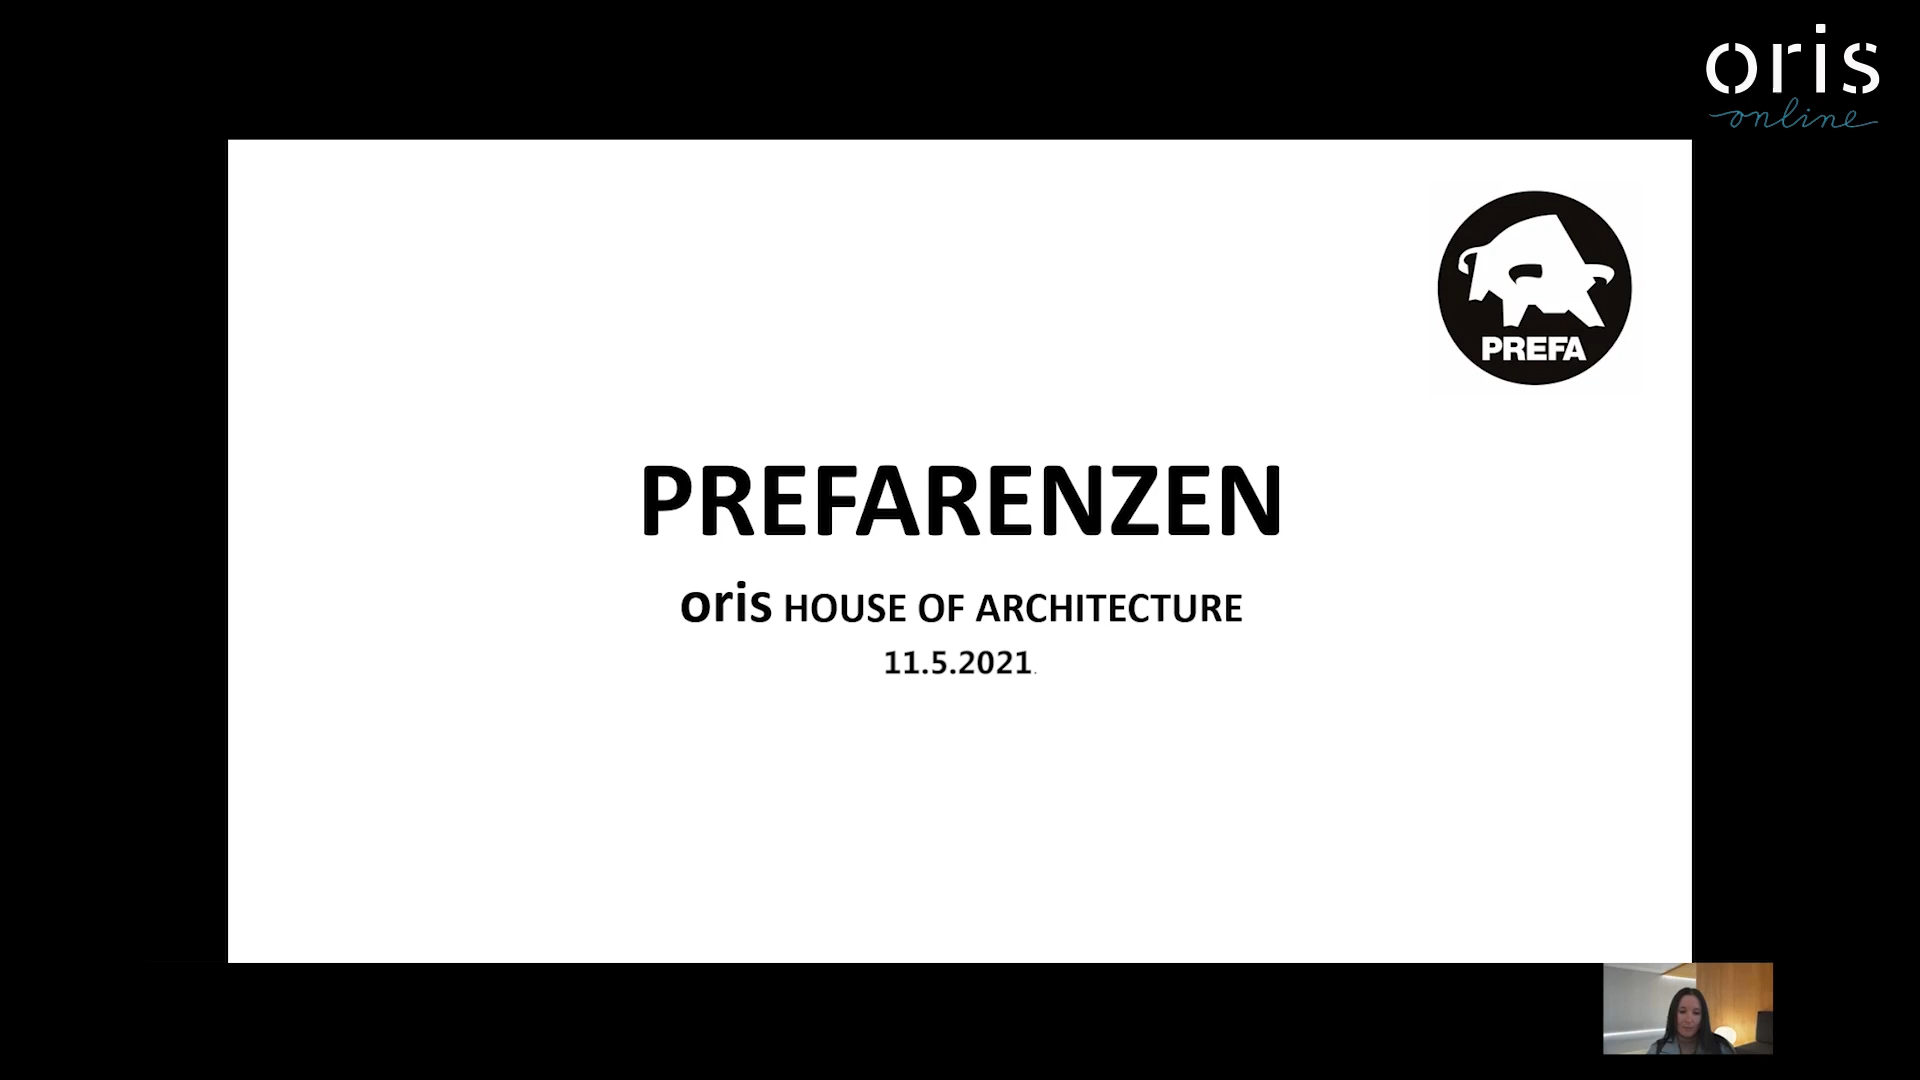 oris
online
PREFA
PREFARENZEN
oris HOUSE OF ARCHITECTURE
11.5.2021.